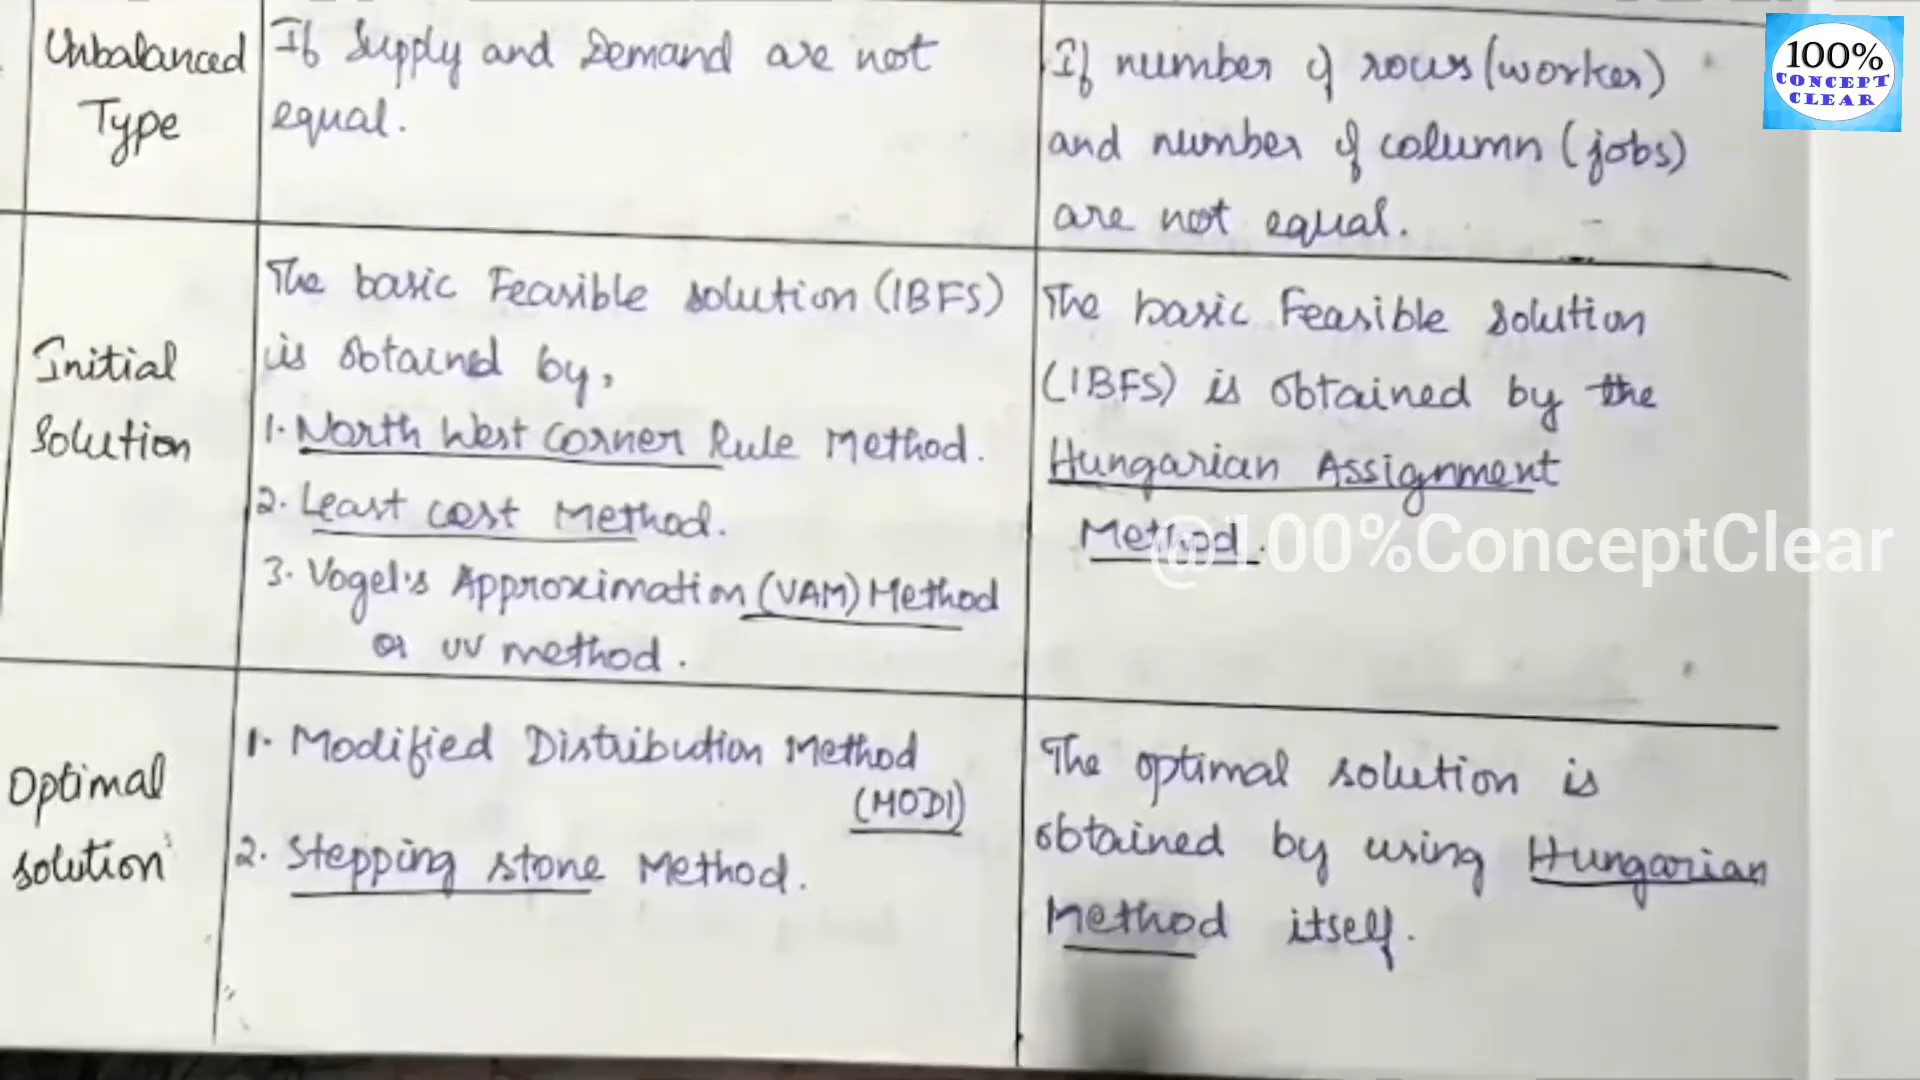 Unbalanced
Type
If Supply and Demand are not
equal.
If number of rows (worker)
and number of column (jobs)
are not equal.
Initial
Solution
The basic Feasible solution (IBFS)
is obtained by,
1. North West Corner Rule Method.
2. Least cost Method.
3. Vogel's Approximation (VAM) Method
or UV method.
The basic Feasible Solution
(IBFS) is obtained by the
Hungarian Assignment
Method.
Optimal
solution
1. Modified Distribution Method
(MODI)
2. Stepping stone Method.
The optimal solution is
obtained by using Hungarian
Method itself.
100%
CONCEPT
CLEAR
@100%ConceptClear